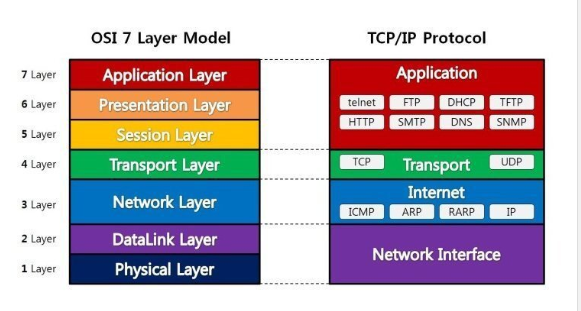 OSI 7 Layer Model
TCP/IP Protocol
7 Layer
Application Layer
6 Layer
Presentation Layer
5 Layer
Session Layer
4 Layer
Transport Layer
3 Layer
Network Layer
2 Layer
DataLink Layer
1 Layer
Physical Layer
Application
telnet FTP DHCP TFTP
HTTP SMTP DNS SNMP
TCP Transport UDP
Internet
ICMP ARP RARP IP
Network Interface